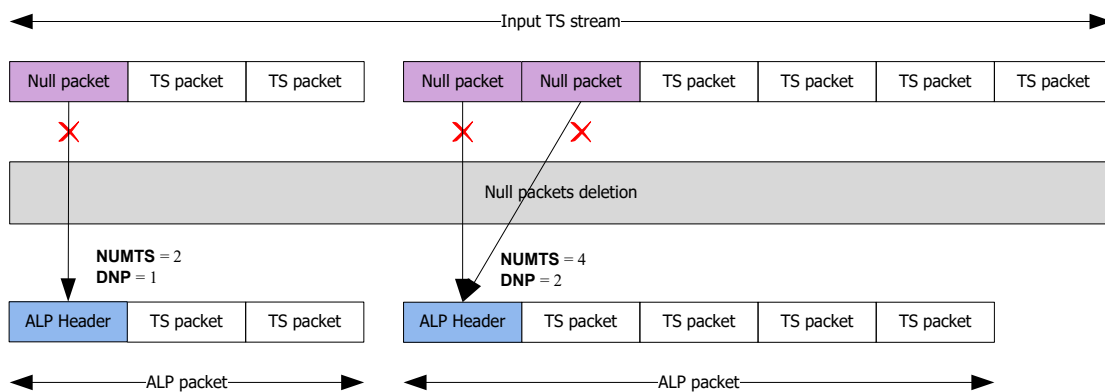 Input TS stream
Null packet TS packet TS packet Null packet Null packet TS packet TS packet TS packet TS packet
Null packets deletion
NUMTS = 2
DNP = 1
NUMTS = 4
DNP = 2
ALP Header TS packet TS packet ALP Header TS packet TS packet TS packet TS packet
ALP packet ALP packet